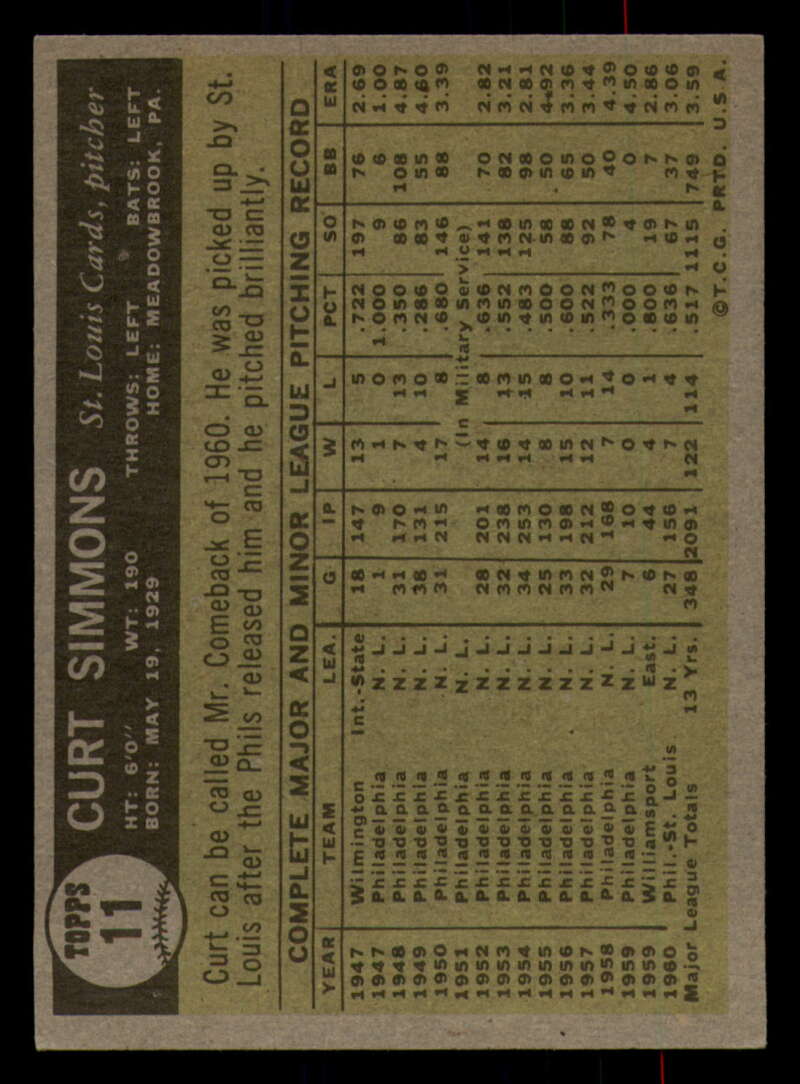 TOPPS
11
CURT SIMMONS St. Louis Cards, pitcher
HT: 6'0" WT: 190 THROWS: LEFT BATS: LEFT
BORN: MAY 19, 1929 HOME: MEADOWBROOK, PA.
Curt can be called Mr. Comeback of 1960. He was picked up by St.
Louis after the Phils released him and he pitched brilliantly.
COMPLETE MAJOR AND MINOR LEAGUE PITCHING RECORD
YEAR TEAM LEA. G IP W L PCT SO BB ERA
1947 Wilmington Int.-State 18 147 13 5 .722 197 76 2.69
1947 Philadelphia N. L. 1 9 1 0 1.000 9 6 1.00
1948 Philadelphia N. L. 31 170 7 13 .350 86 108 4.87
1949 Philadelphia N. L. 38 131 4 10 .286 83 55 4.60
1950 Philadelphia N. L. 31 215 17 8 .680 146 88 3.39
1951 Philadelphia N. L. (In Military Service)
1952 Philadelphia N. L. 28 201 14 8 .636 141 70 2.82
1953 Philadelphia N. L. 32 238 16 13 .552 138 82 3.21
1954 Philadelphia N. L. 34 253 14 15 .483 125 98 2.81
1955 Philadelphia N. L. 25 130 8 8 .500 58 50 4.92
1956 Philadelphia N. L. 33 198 15 10 .600 88 65 3.36
1957 Philadelphia N. L. 32 212 12 11 .522 92 50 3.44
1958 Philadelphia N. L. 29 168 7 14 .333 78 40 4.39
1959 Philadelphia N. L. 7 10 0 0 .000 4 0 4.50
1959 Williamsport East. 6 44 4 1 .800 19 7 2.86
1960 Phil.-St. Louis N. L. 27 156 7 4 .636 67 37 3.06
Major League Totals 13 Yrs. 348 2091 122 114 .517 1115 749 3.59
©T.C.G. PRTD. U.S.A.